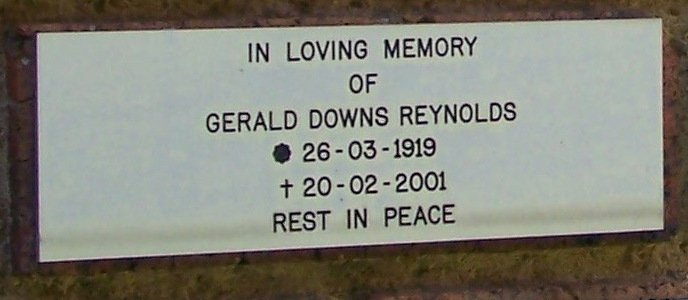 IN LOVING MEMORY
OF
GERALD DOWNS REYNOLDS
26-03-1919
† 20-02-2001
REST IN PEACE